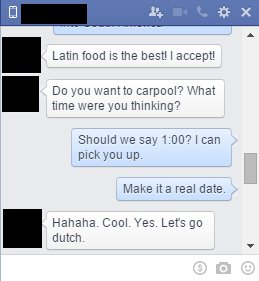 Latin food is the best! I accept!
Do you want to carpool? What
time were you thinking?
Should we say 1:00? I can
pick you up.
Make it a real date.
Hahaha. Cool. Yes. Let's go
dutch.